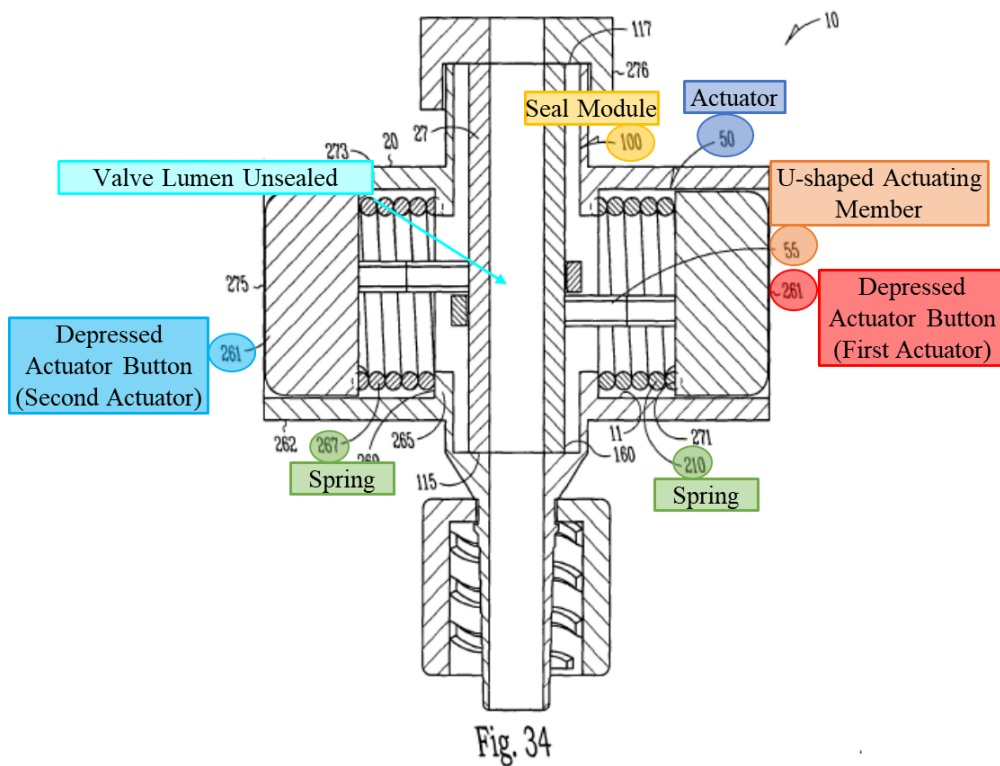 10
117
276
Seal Module
Actuator
27
100
50
20
273
Valve Lumen Unsealed
U-shaped Actuating
Member
55
275
261
Depressed
Actuator Button
(First Actuator)
Depressed
Actuator Button
(Second Actuator)
261
262
267
269
265
11
271
160
210
Spring
115
Spring
Fig. 34